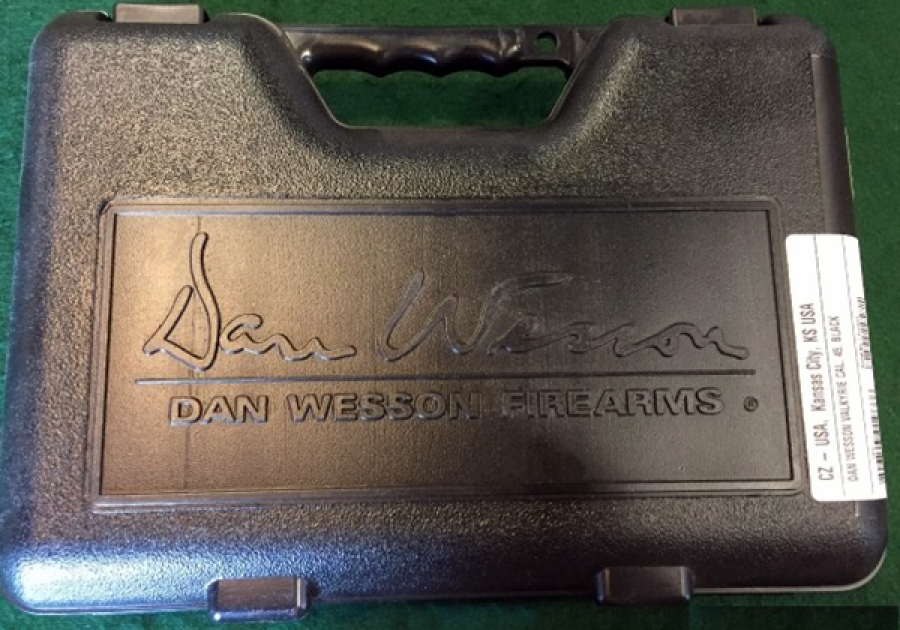 Dan Wesson
DAN WESSON FIREARMS ®
CZ - USA, Kansas City, KS USA
DAN WESSON VALKYRIE CAL. 45 BLACK